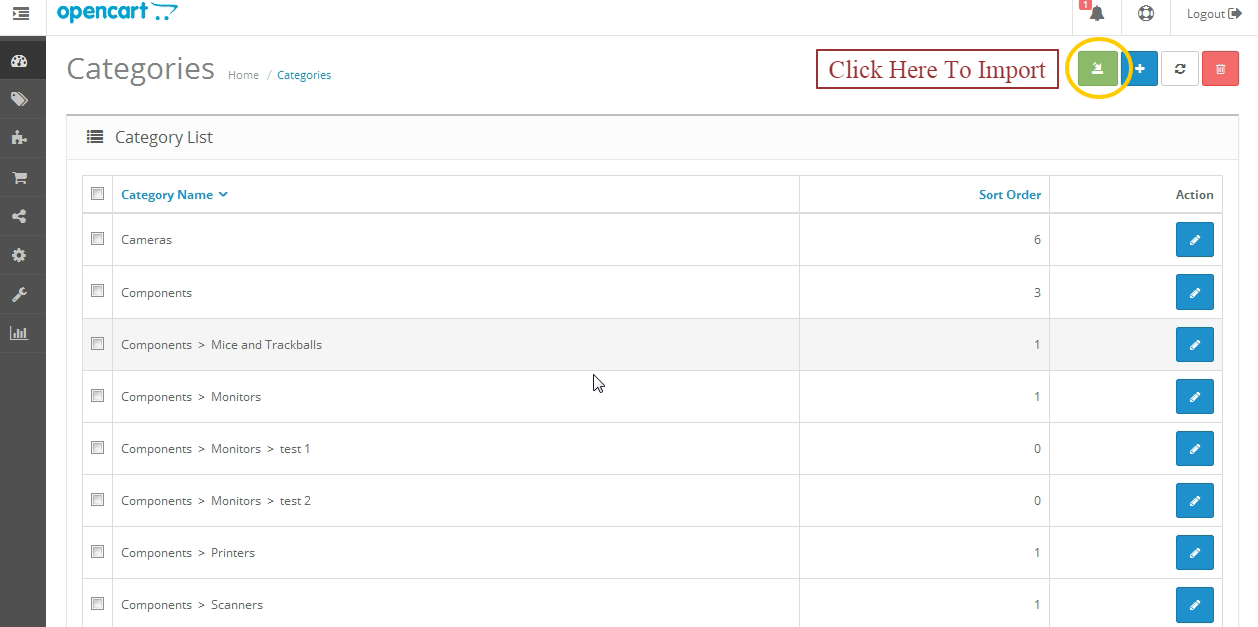 opencart
1
Logout
Categories
Home / Categories
Click Here To Import
Category List
Category Name Sort Order Action
Cameras 6
Components 3
Components > Mice and Trackballs 1
Components > Monitors 1
Components > Monitors > test 1 0
Components > Monitors > test 2 0
Components > Printers 1
Components > Scanners 1